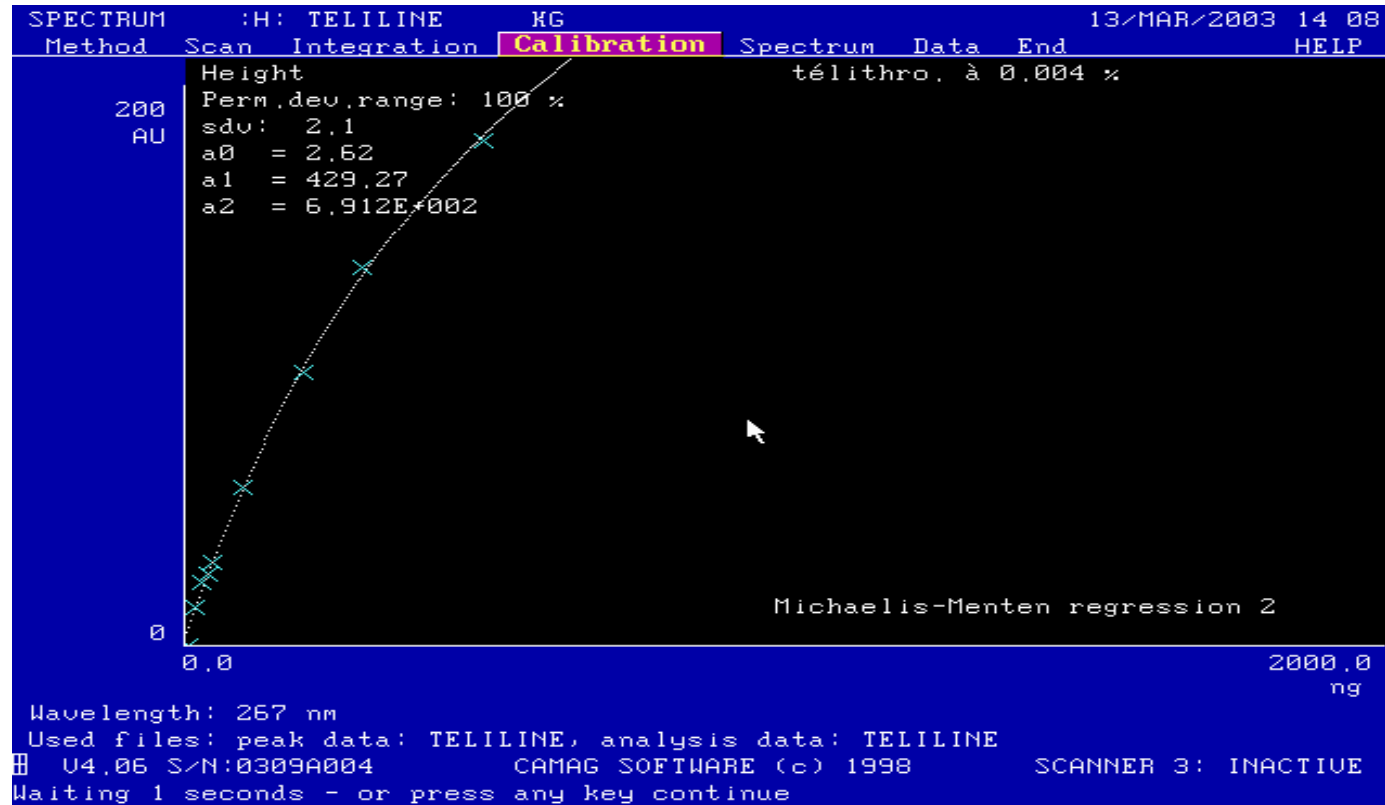 SPECTRUM :H: TELILINE KG 13/MAR/2003 14 08
Method Scan Integration Calibration Spectrum Data End HELP
Height télithro. à 0.004 %
200 Perm.dev.range: 100 %
AU sdv: 2.1
a0 = 2.62
a1 = 429.27
a2 = 6.912E+002
Michaelis-Menten regression 2
0
0.0 2000.0
ng
Wavelength: 267 nm
Used files: peak data: TELILINE, analysis data: TELILINE
V4.06 S/N:0309A004 CAMAG SOFTWARE (c) 1998 SCANNER 3: INACTIVE
Waiting 1 seconds - or press any key continue